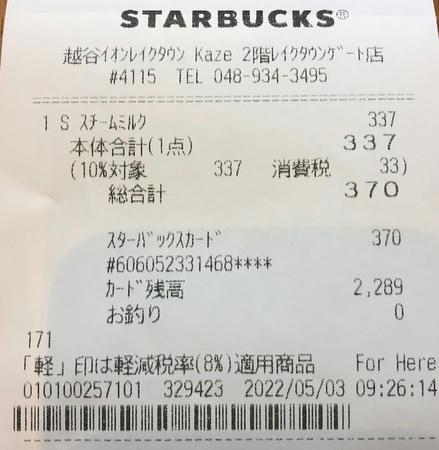 STARBUCKS®
越谷ｲｵﾝﾚｲｸﾀｳﾝ Kaze 2階ﾚｲｸﾀｳﾝｹﾞｰﾄ店
#4115 TEL 048-934-3495
1 S ｽﾁｰﾑﾐﾙｸ 337
本体合計(1点) 337
(10%対象 337 消費税 33)
総合計 370
ｽﾀｰﾊﾞｯｸｽｶｰﾄﾞ 370
#606052331468****
ｶｰﾄﾞ残高 2,289
お釣り 0
171
「軽」印は軽減税率(8%)適用商品 For Here
010100257101 329423 2022/05/03 09:26:14